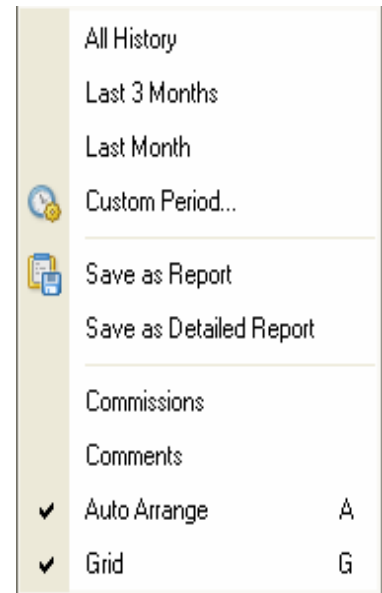 All History
Last 3 Months
Last Month
Custom Period...
Save as Report
Save as Detailed Report
Commissions
Comments
Auto Arrange A
Grid G